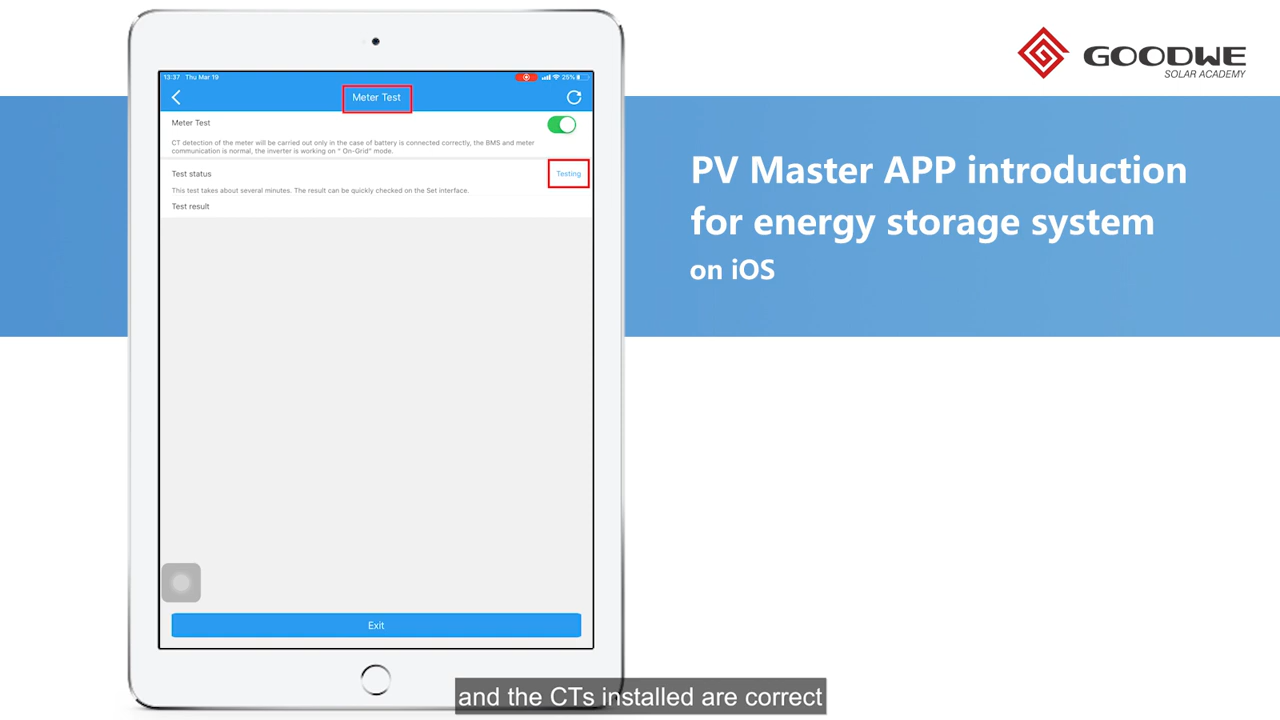 GOODWE
SOLAR ACADEMY
13:37 Thu Mar 19
25%
Meter Test
Meter Test
CT detection of the meter will be carried out only in the case of battery is connected correctly, the BMS and meter
communication is normal, the inverter is working on " On-Grid" mode.
Test status
Testing
This test takes about several minutes. The result can be quickly checked on the Set interface.
Test result
Exit
PV Master APP introduction
for energy storage system
on iOS
and the CTs installed are correct